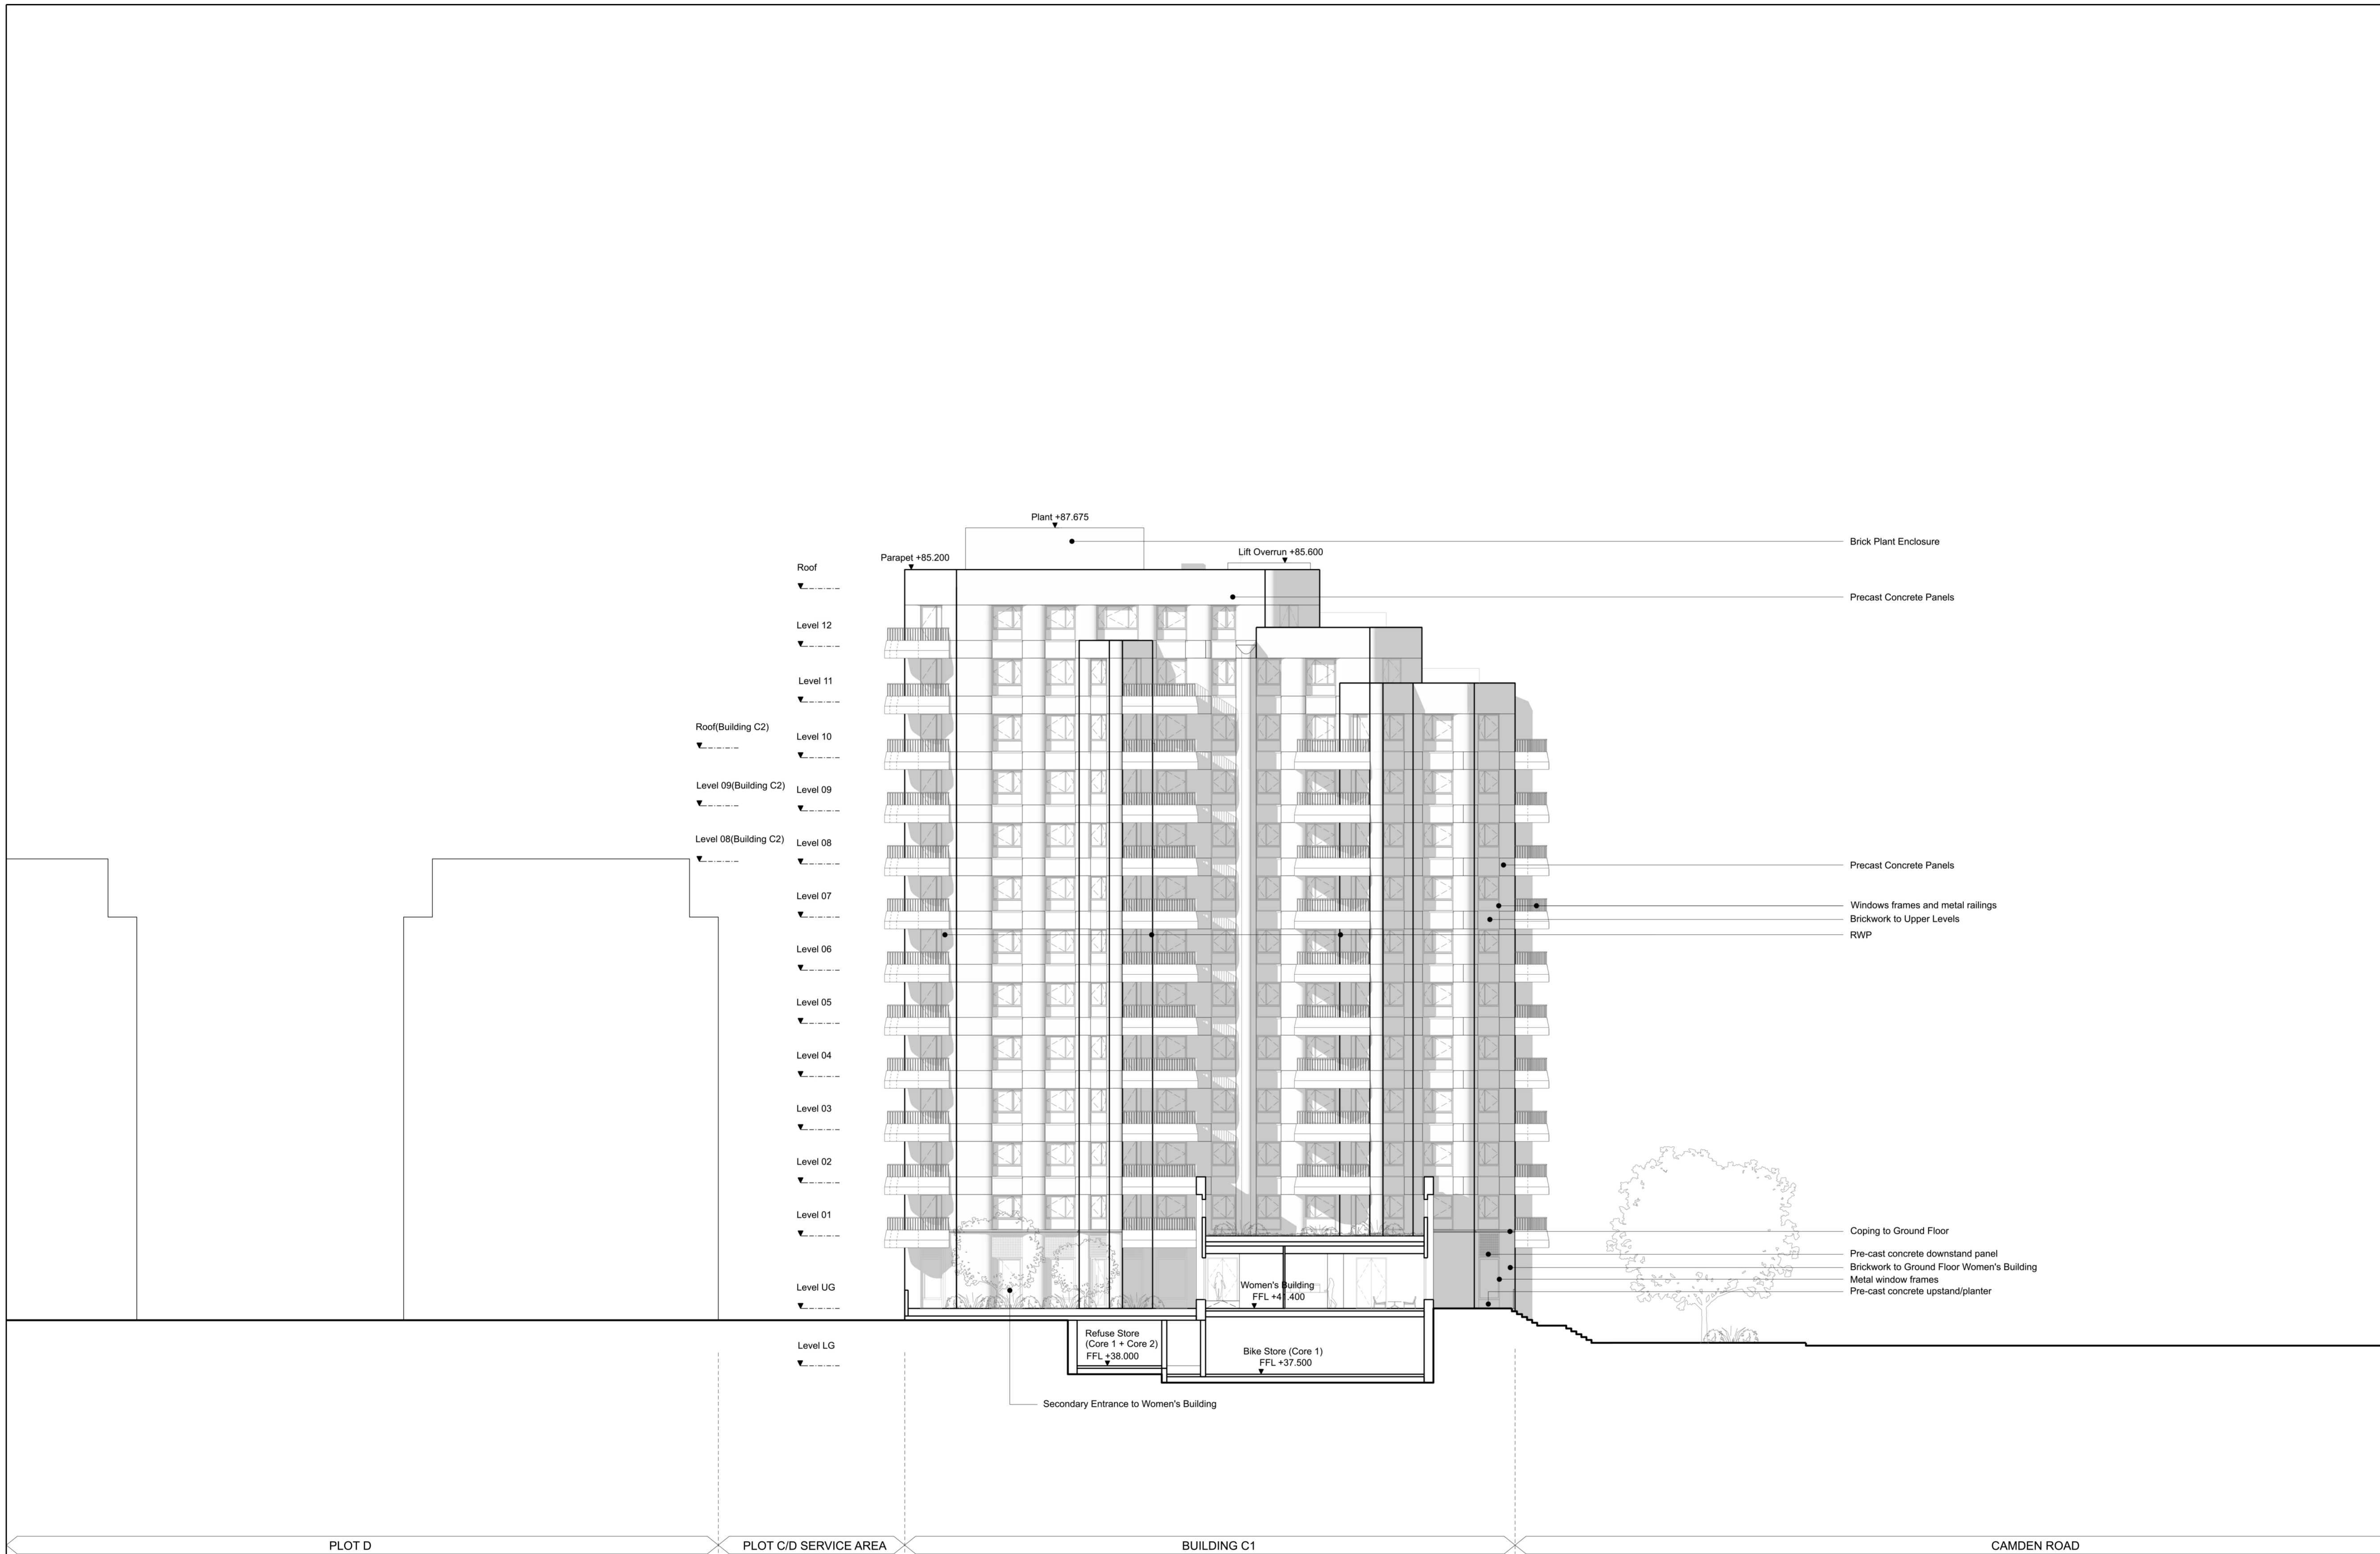 Plant +87.675
Brick Plant Enclosure
Lift Overrun +85.600
Parapet +85.200
Roof
Precast Concrete Panels
Level 12
Level 11
Roof(Building C2)
Level 10
Level 09(Building C2)
Level 09
Level 08(Building C2)
Level 08
Precast Concrete Panels
Level 07
Windows frames and metal railings
Brickwork to Upper Levels
RWP
Level 06
Level 05
Level 04
Level 03
Level 02
Level 01
Coping to Ground Floor
Pre-cast concrete downstand panel
Brickwork to Ground Floor Women's Building
Metal window frames
Pre-cast concrete upstand/planter
Level UG
Women's Building
FFL +41.400
Level LG
Refuse Store
(Core 1 + Core 2)
FFL +38.000
Bike Store (Core 1)
FFL +37.500
Secondary Entrance to Women's Building
PLOT D
PLOT C/D SERVICE AREA
BUILDING C1
CAMDEN ROAD